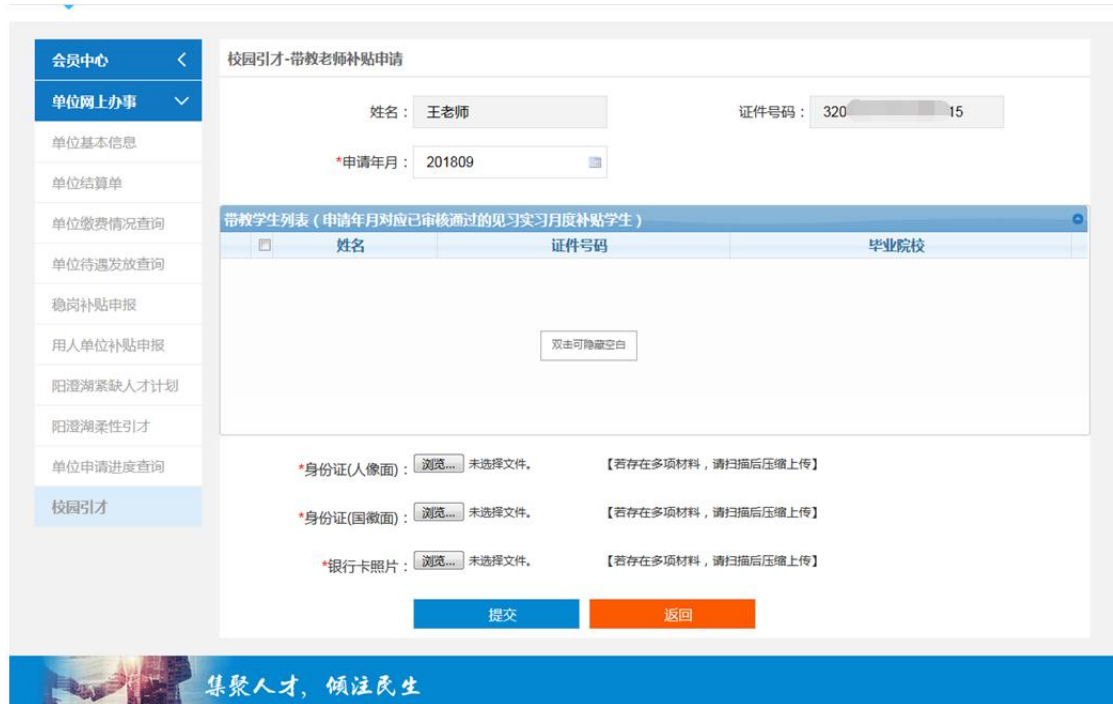 会员中心
单位网上办事
单位基本信息
单位结算单
单位缴费情况查询
单位待遇发放查询
稳岗补贴申报
用人单位补贴申报
阳澄湖紧缺人才计划
阳澄湖柔性引才
单位申请进度查询
校园引才
校园引才-带教老师补贴申请
姓名： 王老师 证件号码： 320 15
*申请年月： 201809
带教学生列表（申请年月对应已审核通过的见习实习月度补贴学生）
姓名 证件号码 毕业院校
双击可隐藏空白
*身份证(人像面)： 浏览... 未选择文件。 【若存在多项材料，请扫描后压缩上传】
*身份证(国徽面)： 浏览... 未选择文件。 【若存在多项材料，请扫描后压缩上传】
*银行卡照片： 浏览... 未选择文件。 【若存在多项材料，请扫描后压缩上传】
提交 返回
集聚人才，倾注民生